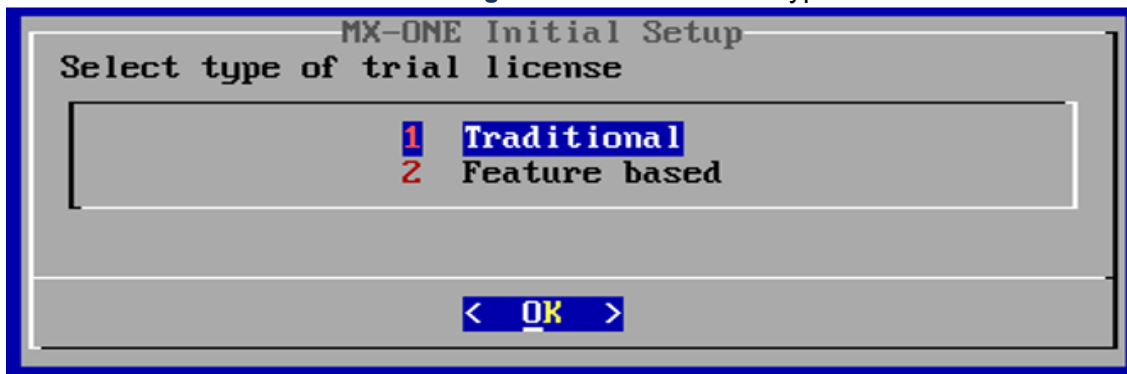 MX-ONE Initial Setup
Select type of trial license
1 Traditional
2 Feature based
< OK >